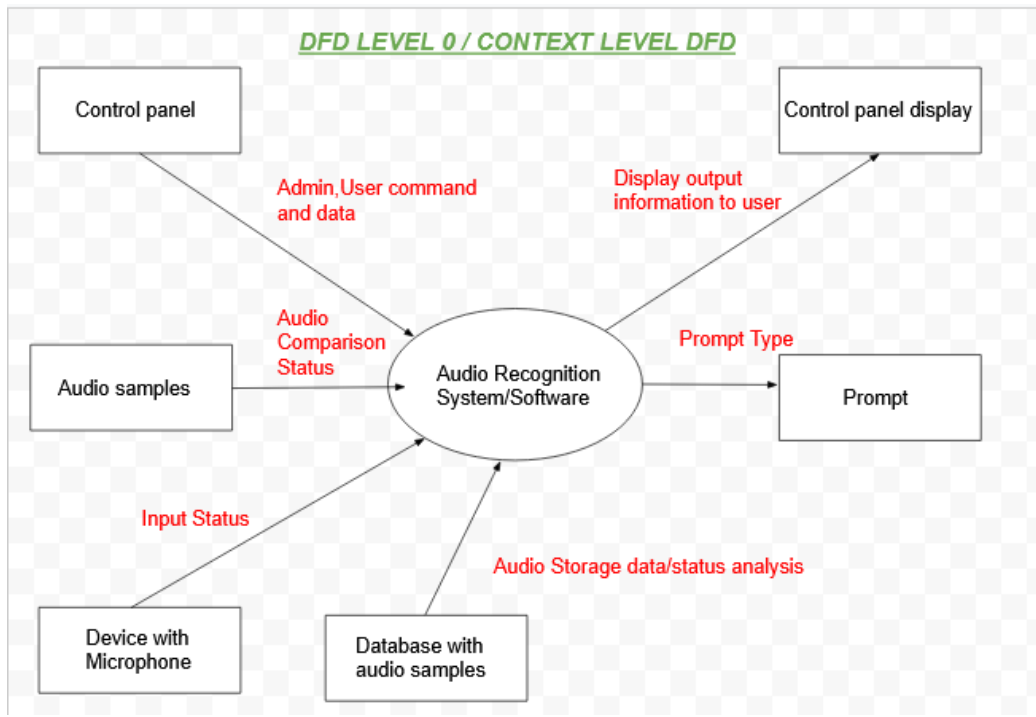 DFD LEVEL 0 / CONTEXT LEVEL DFD
Control panel
Control panel display
Admin,User command
and data
Display output
information to user
Audio
Comparison
Status
Prompt Type
Audio samples
Audio Recognition
System/Software
Prompt
Input Status
Audio Storage data/status analysis
Device with
Microphone
Database with
audio samples